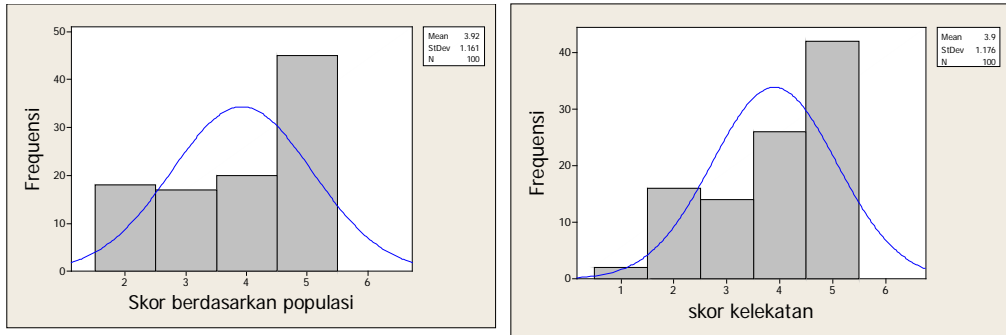 50
40
30
20
10
0
Frequensi
2 3 4 5 6
Skor berdasarkan populasi
Mean 3.92
StDev 1.161
N 100
40
30
20
10
0
Frequensi
1 2 3 4 5 6
skor kelekatan
Mean 3.9
StDev 1.176
N 100